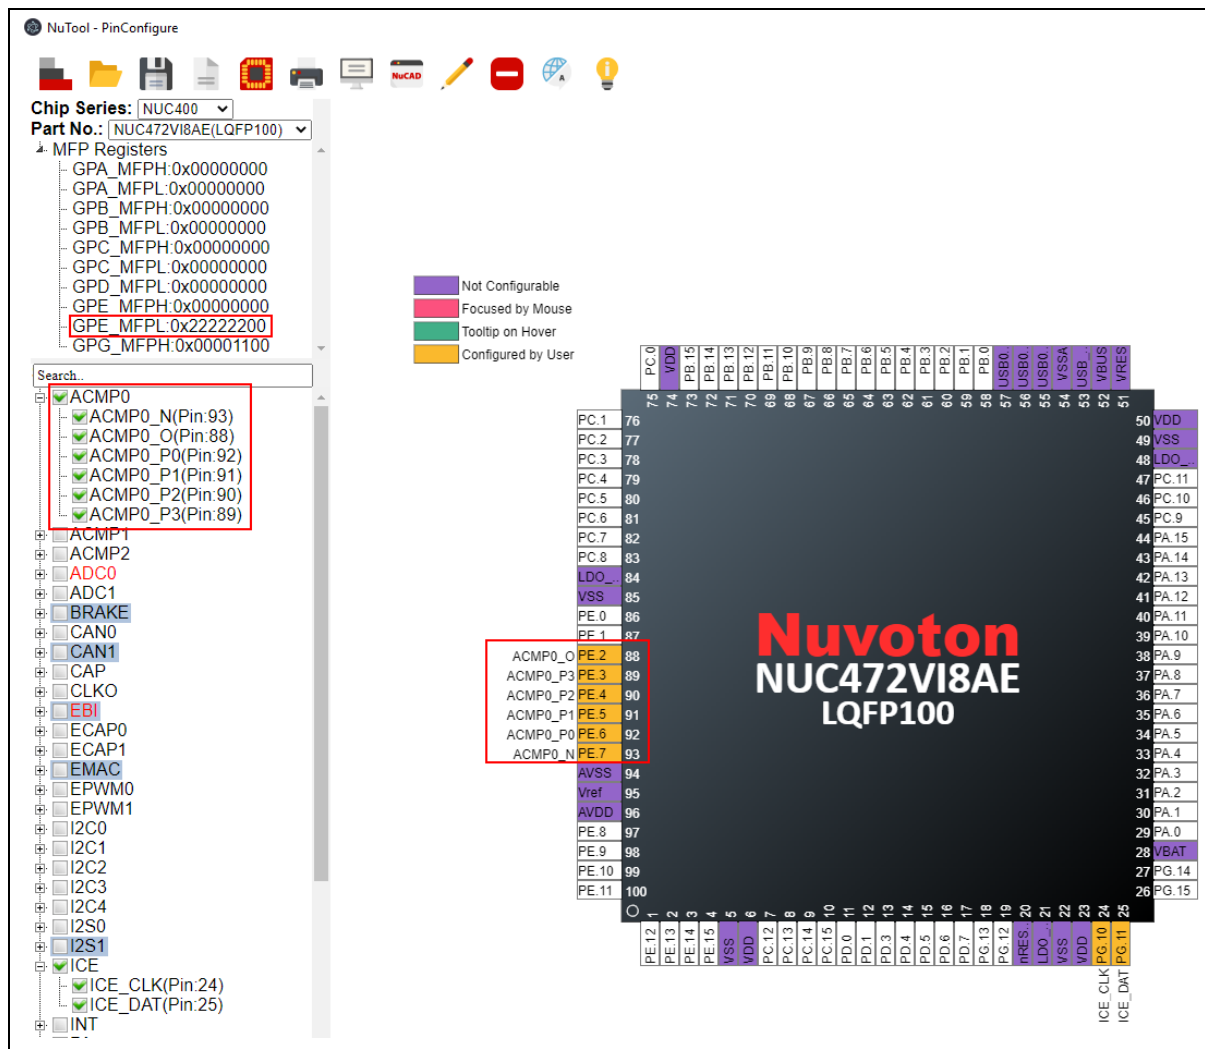 NuTool - PinConfigure
NuCAD
A
Chip Series: NUC400
Part No.: NUC472VI8AE(LQFP100)
MFP Registers
GPA_MFPH:0x00000000
GPA_MFPL:0x00000000
GPB_MFPH:0x00000000
GPB_MFPL:0x00000000
GPC_MFPH:0x00000000
GPC_MFPL:0x00000000
GPD_MFPL:0x00000000
GPE_MFPH:0x00000000
GPE_MFPL:0x22222200
GPG_MFPH:0x00001100
Search..
ACMP0
ACMP0_N(Pin:93)
ACMP0_O(Pin:88)
ACMP0_P0(Pin:92)
ACMP0_P1(Pin:91)
ACMP0_P2(Pin:90)
ACMP0_P3(Pin:89)
ACMP1
ACMP2
ADC0
ADC1
BRAKE
CAN0
CAN1
CAP
CLKO
EBI
ECAP0
ECAP1
EMAC
EPWM0
EPWM1
I2C0
I2C1
I2C2
I2C3
I2C4
I2S0
I2S1
ICE
ICE_CLK(Pin:24)
ICE_DAT(Pin:25)
INT
Not Configurable
Focused by Mouse
Tooltip on Hover
Configured by User
PC.0 VDD PB.15 PB.14 PB.13 PB.12 PB.11 PB.10 PB.9 PB.8 PB.7 PB.6 PB.5 PB.4 PB.3 PB.2 PB.1 PB.0 USB0.. USB0.. USB0.. VSSA USB_.. VBUS VRES
75 74 73 72 71 70 69 68 67 66 65 64 63 62 61 60 59 58 57 56 55 54 53 52 51
PC.1 76
PC.2 77
PC.3 78
PC.4 79
PC.5 80
PC.6 81
PC.7 82
PC.8 83
LDO_.. 84
VSS 85
PE.0 86
PE.1 87
ACMP0_O PE.2 88
ACMP0_P3 PE.3 89
ACMP0_P2 PE.4 90
ACMP0_P1 PE.5 91
ACMP0_P0 PE.6 92
ACMP0_N PE.7 93
AVSS 94
Vref 95
AVDD 96
PE.8 97
PE.9 98
PE.10 99
PE.11 100
Nuvoton
NUC472VI8AE
LQFP100
50 VDD
49 VSS
48 LDO_..
47 PC.11
46 PC.10
45 PC.9
44 PA.15
43 PA.14
42 PA.13
41 PA.12
40 PA.11
39 PA.10
38 PA.9
37 PA.8
36 PA.7
35 PA.6
34 PA.5
33 PA.4
32 PA.3
31 PA.2
30 PA.1
29 PA.0
28 VBAT
27 PG.14
26 PG.15
1 2 3 4 5 6 7 8 9 10 11 12 13 14 15 16 17 18 19 20 21 22 23 24 25
PE.12 PE.13 PE.14 PE.15 VSS VDD PC.12 PC.13 PC.14 PC.15 PD.0 PD.1 PD.2 PD.3 PD.4 PD.5 PD.6 PD.7 PG.13 PG.12 nRES.. LDO_.. VSS VDD PG.10 PG.11
ICE_CLK ICE_DAT